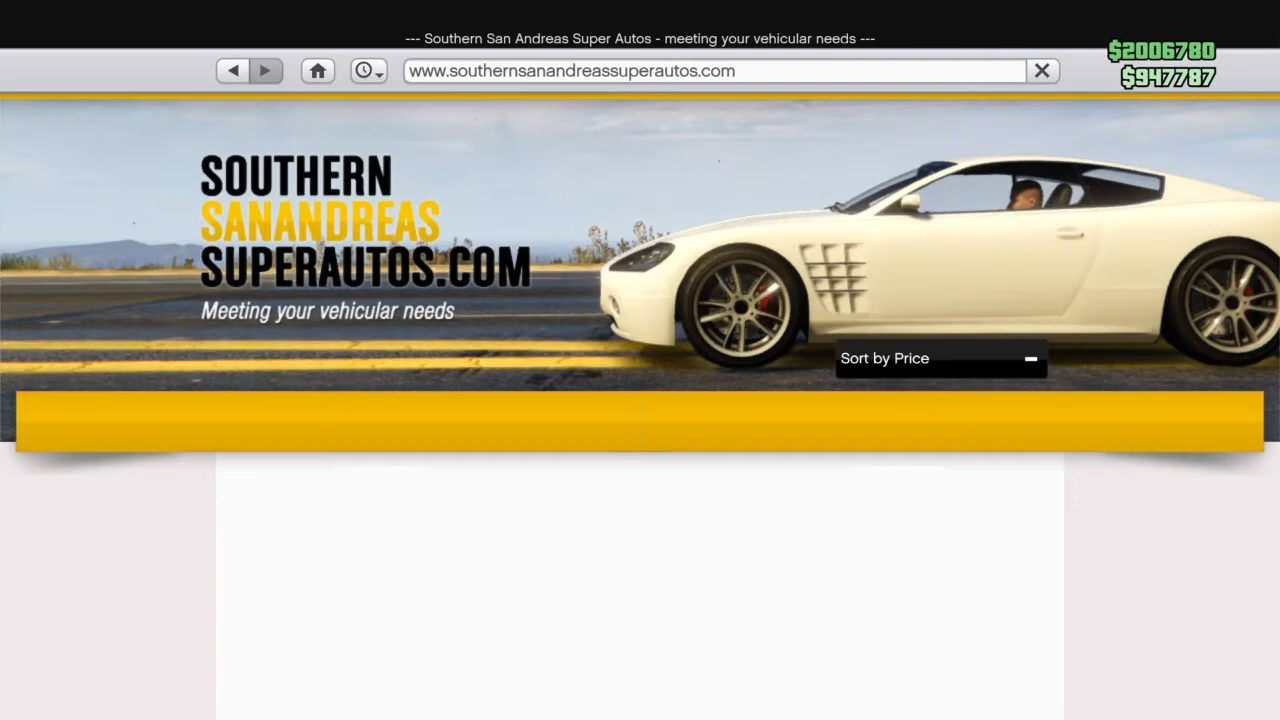 --- Southern San Andreas Super Autos - meeting your vehicular needs ---
$2006780
www.southernsanandreassuperautos.com
$947787
SOUTHERN
SANANDREAS
SUPERAUTOS.COM
Meeting your vehicular needs
Sort by Price